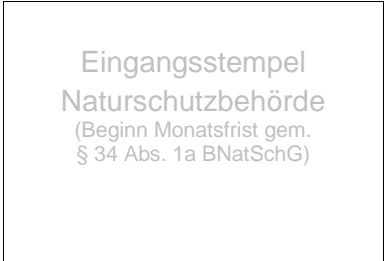 Eingangsstempel
Naturschutzbehörde
(Beginn Monatsfrist gem.
§ 34 Abs. 1a BNatSchG)